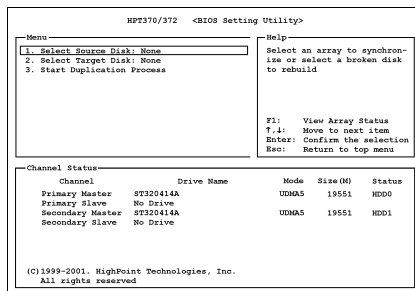 HPT370/372 <BIOS Setting Utility>
Menu
1. Select Source Disk: None
2. Select Target Disk: None
3. Start Duplication Process
Help
Select an array to synchron-
ize or select a broken disk
to rebuild
F1: View Array Status
↑,↓: Move to next item
Enter: Confirm the selection
Esc: Return to top menu
Channel Status
Channel Drive Name Mode Size(M) Status
Primary Master ST320414A UDMA5 19551 HDD0
Primary Slave No Drive
Secondary Master ST320414A UDMA5 19551 HDD1
Secondary Slave No Drive
(C)1999-2001. HighPoint Technologies, Inc.
All rights reserved